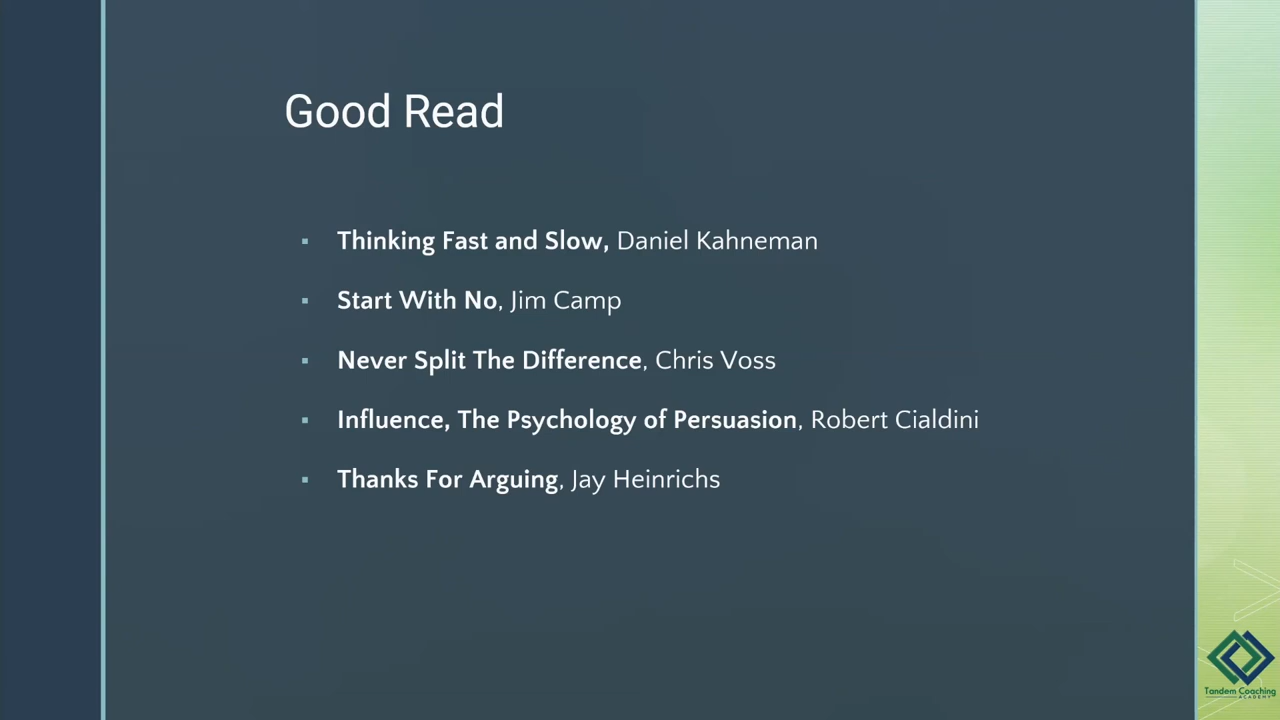 Good Read
Thinking Fast and Slow, Daniel Kahneman
Start With No, Jim Camp
Never Split The Difference, Chris Voss
Influence, The Psychology of Persuasion, Robert Cialdini
Thanks For Arguing, Jay Heinrichs
Tandem Coaching
ACADEMY